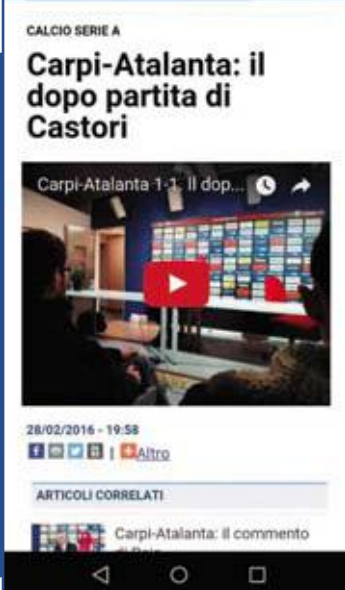 CALCIO SERIE A
Carpi-Atalanta: il
dopo partita di
Castori
Carpi-Atalanta 1-1. Il dop...
28/02/2016 - 19:58
| Altro
ARTICOLI CORRELATI
Carpi-Atalanta: il commento